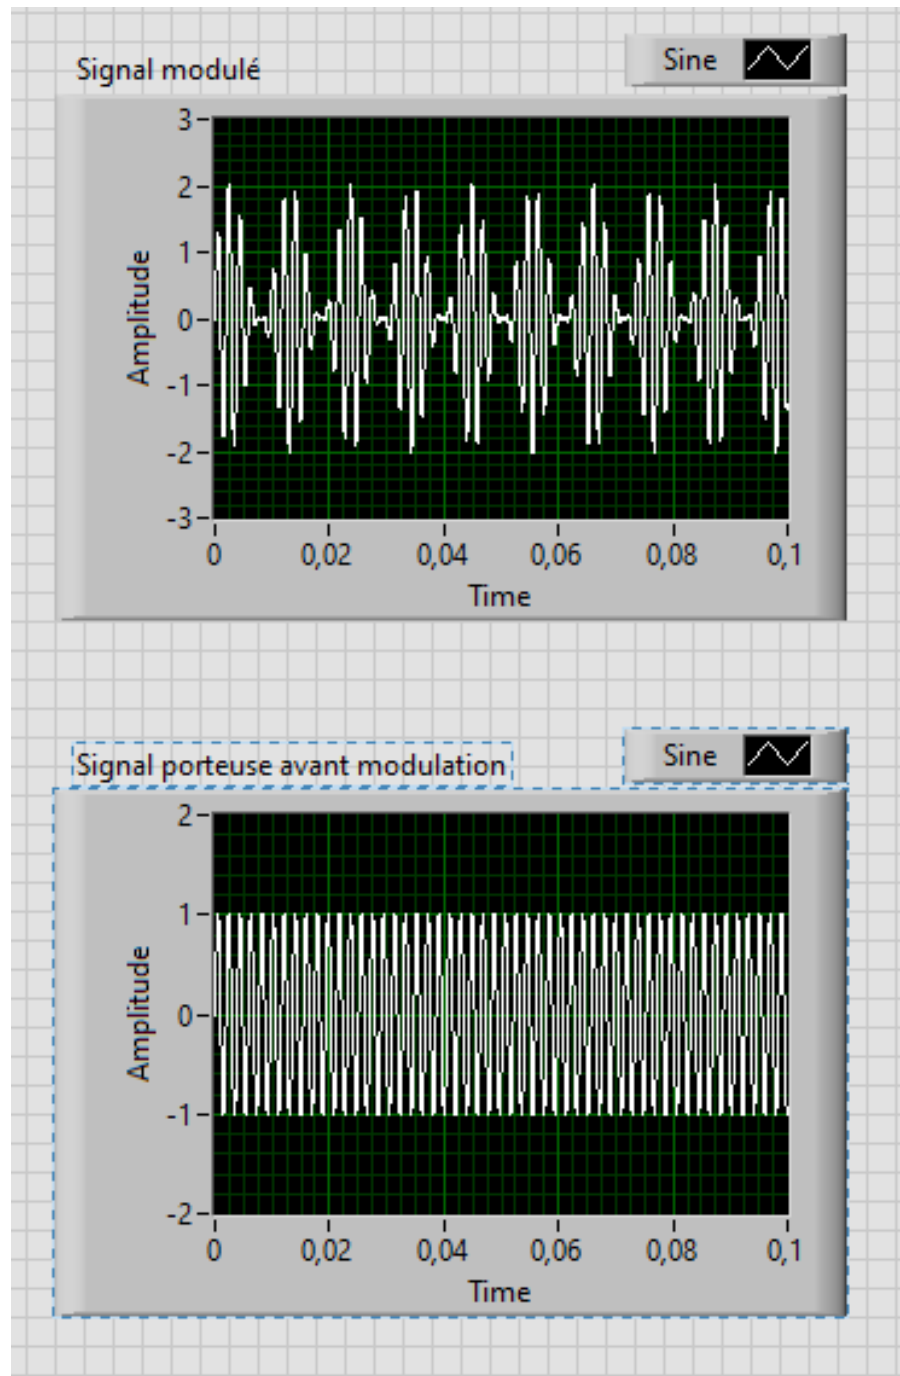 Signal modulé
Sine
3
2
1
0
-1
-2
-3
Amplitude
0 0,02 0,04 0,06 0,08 0,1
Time
Signal porteuse avant modulation
Sine
2
1
0
-1
-2
Amplitude
0 0,02 0,04 0,06 0,08 0,1
Time